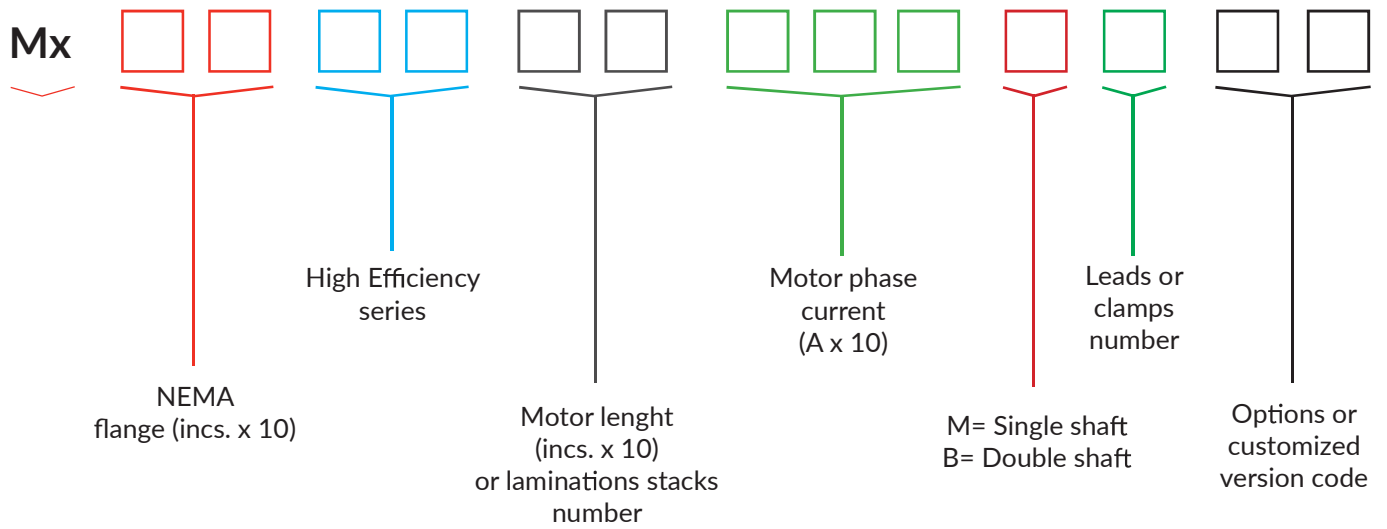 Mx
High Efficiency
series
Motor phase
current
(A x 10)
Leads or
clamps
number
NEMA
flange (incs. x 10)
Motor lenght
(incs. x 10)
or laminations stacks
number
M= Single shaft
B= Double shaft
Options or
customized
version code